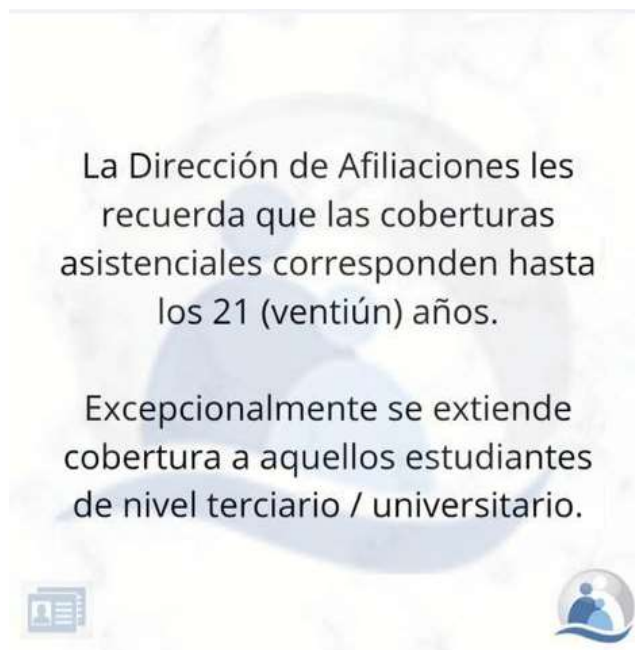 La Dirección de Afiliaciones les
recuerda que las coberturas
asistenciales corresponden hasta
los 21 (ventiún) años.
Excepcionalmente se extiende
cobertura a aquellos estudiantes
de nivel terciario / universitario.